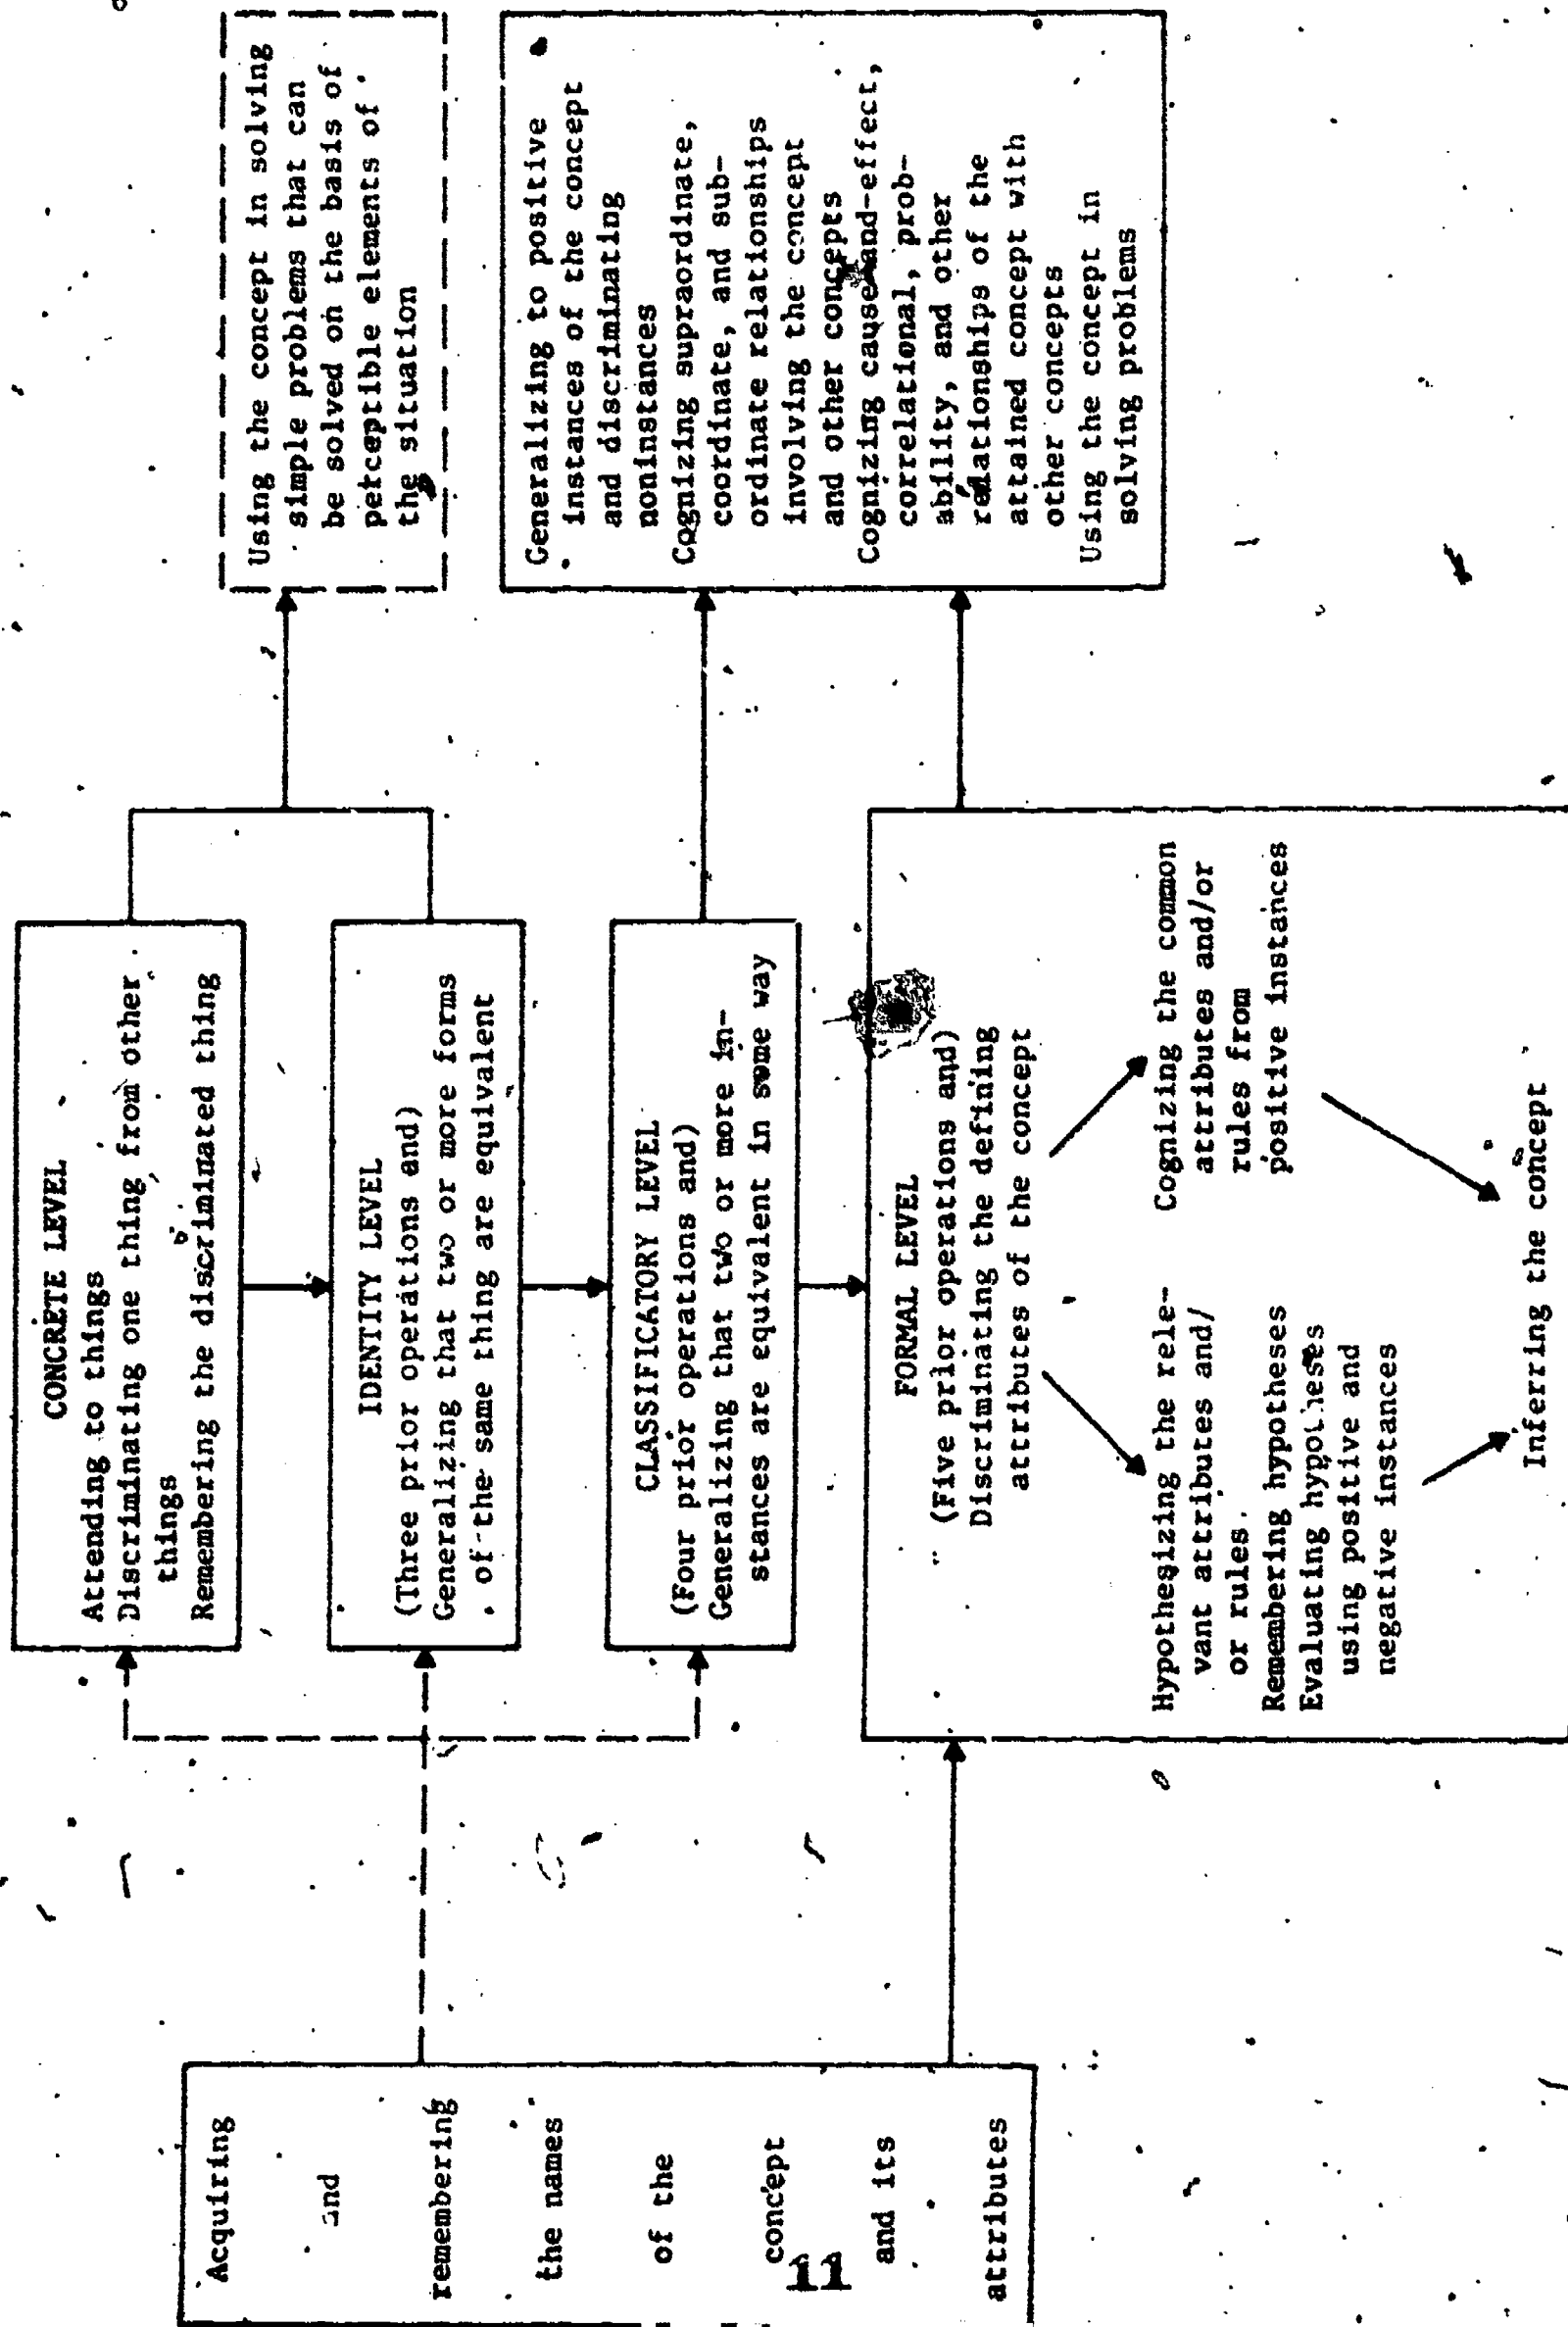 Acquiring
and
remembering
the names
of the
concept
and its
attributes
CONCRETE LEVEL
Attending to things
Discriminating one thing from other
things
Remembering the discriminated thing
IDENTITY LEVEL
(Three prior operations and)
Generalizing that two or more forms
of the same thing are equivalent
CLASSIFICATORY LEVEL
(Four prior operations and)
Generalizing that two or more in-
stances are equivalent in some way
FORMAL LEVEL
(Five prior operations and)
Discriminating the defining
attributes of the concept
Hypothesizing the rele-
vant attributes and/
or rules.
Remembering hypotheses
Evaluating hypotheses
using positive and
negative instances
Cognizing the common
attributes and/or
rules from
positive instances
Inferring the concept
Using the concept in solving
simple problems that can
be solved on the basis of
perceptible elements of
the situation
Generalizing to positive
instances of the concept
and discriminating
noninstances
Cognizing supraordinate,
coordinate, and sub-
ordinate relationships
involving the concept
and other concepts
Cognizing cause-and-effect,
correlational, prob-
ability, and other
relationships of the
attained concept with
other concepts
Using the concept in
solving problems
11